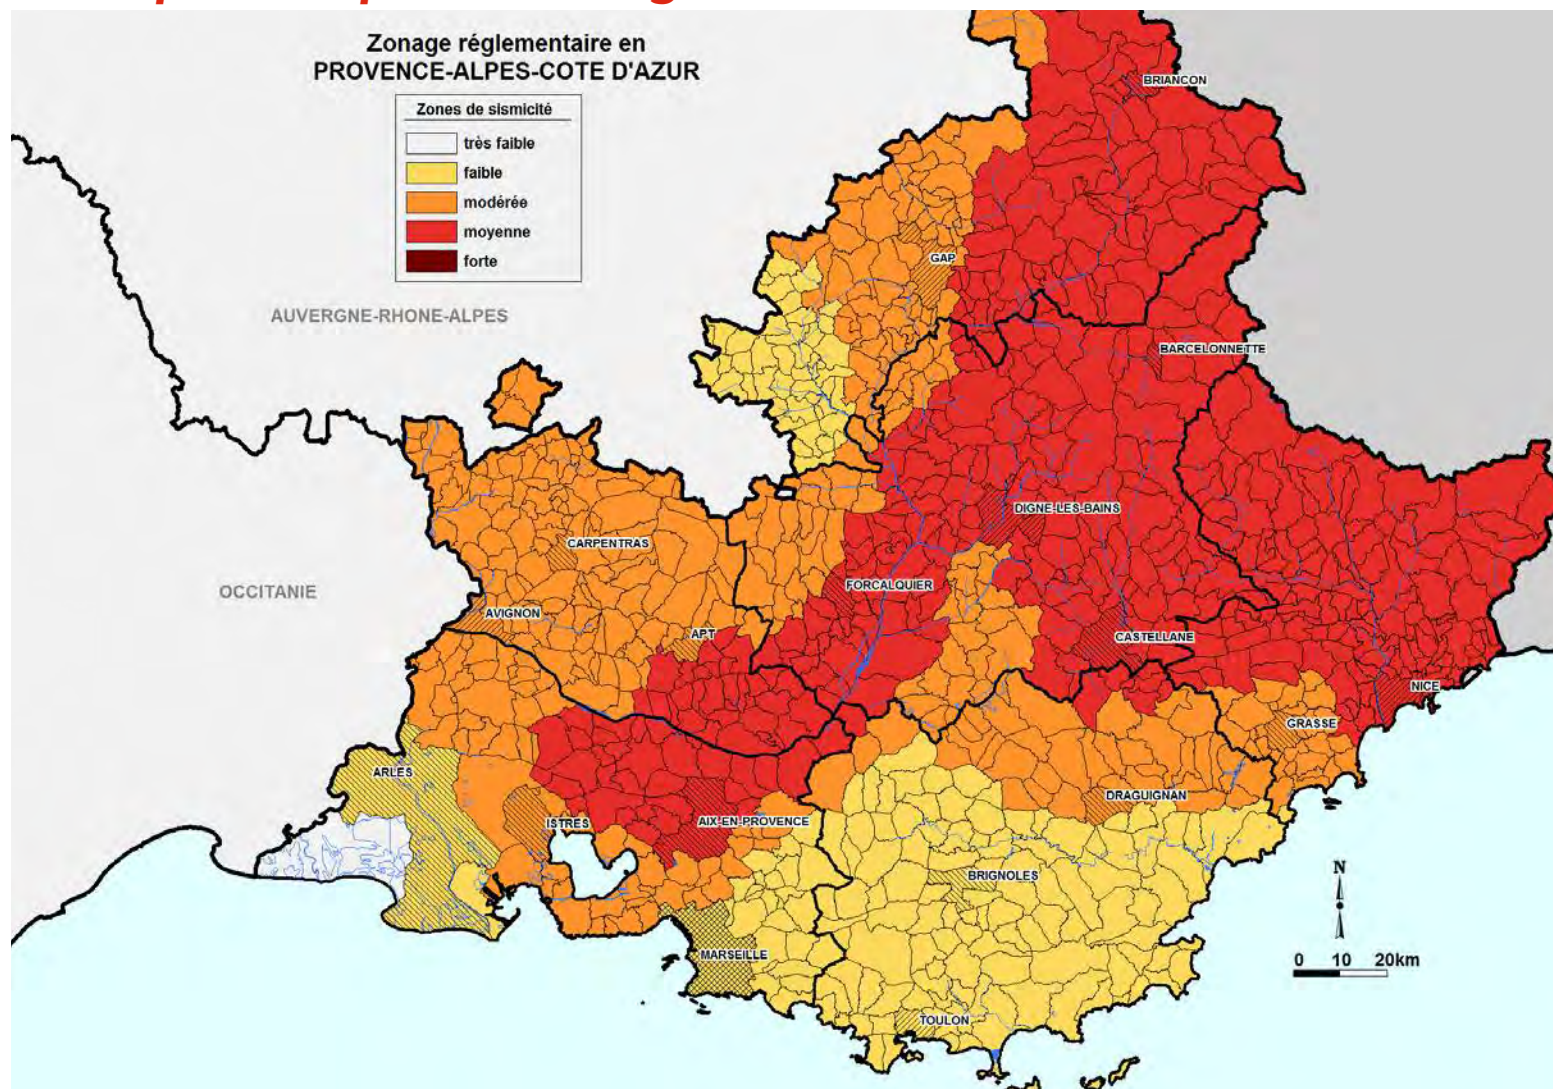 Zonage réglementaire en
PROVENCE-ALPES-COTE D'AZUR
Zones de sismicité
très faible
faible
modérée
moyenne
forte
BRIANCON
GAP
AUVERGNE-RHONE-ALPES
BARCELONNETTE
DIGNE-LES-BAINS
CARPENTRAS
OCCITANIE
FORCALQUIER
AVIGNON
APT
CASTELLANE
NICE
GRASSE
ARLES
DRAGUIGNAN
ISTRES
AIX-EN-PROVENCE
BRIGNOLES
N
MARSEILLE
0 10 20km
TOULON